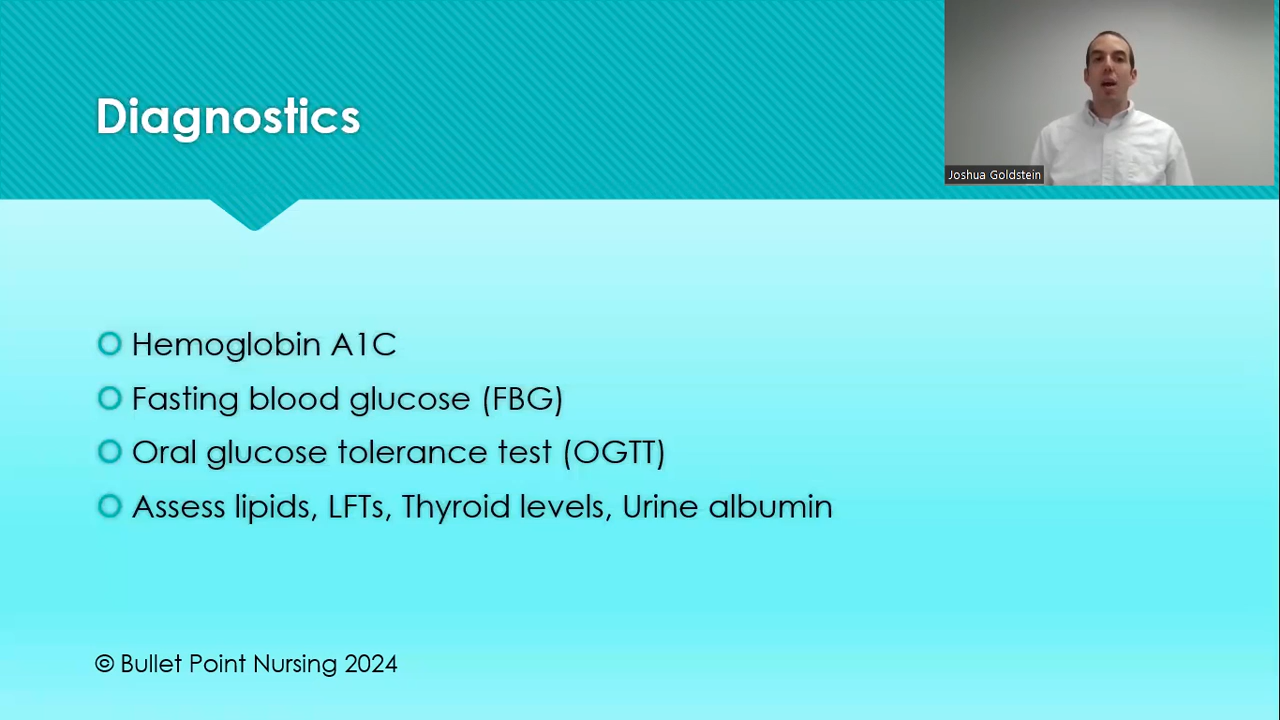 Diagnostics
Joshua Goldstein
Hemoglobin A1C
Fasting blood glucose (FBG)
Oral glucose tolerance test (OGTT)
Assess lipids, LFTs, Thyroid levels, Urine albumin
© Bullet Point Nursing 2024